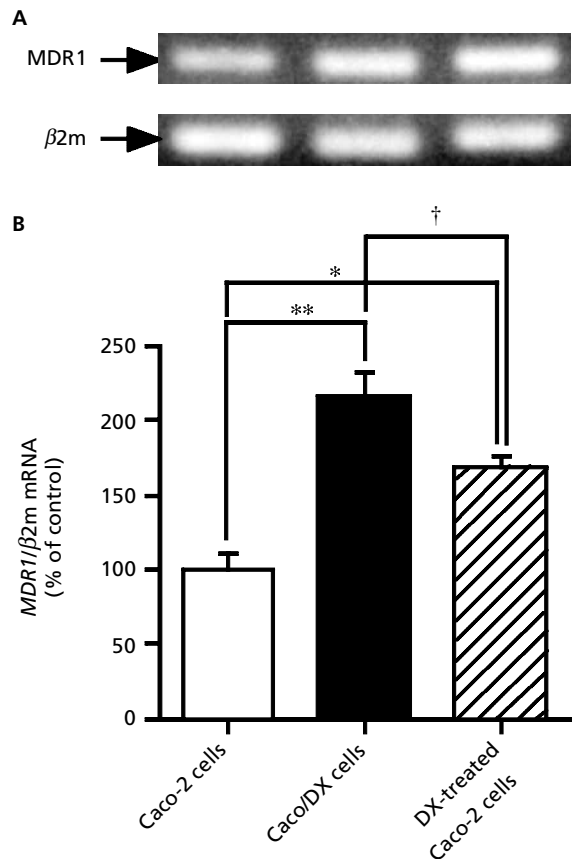 A
MDR1
β2m
B
†
*
**
MDR1/β2m mRNA
(% of control)
250
200
150
100
50
0
Caco-2 cells
Caco/DX cells
DX-treated
Caco-2 cells